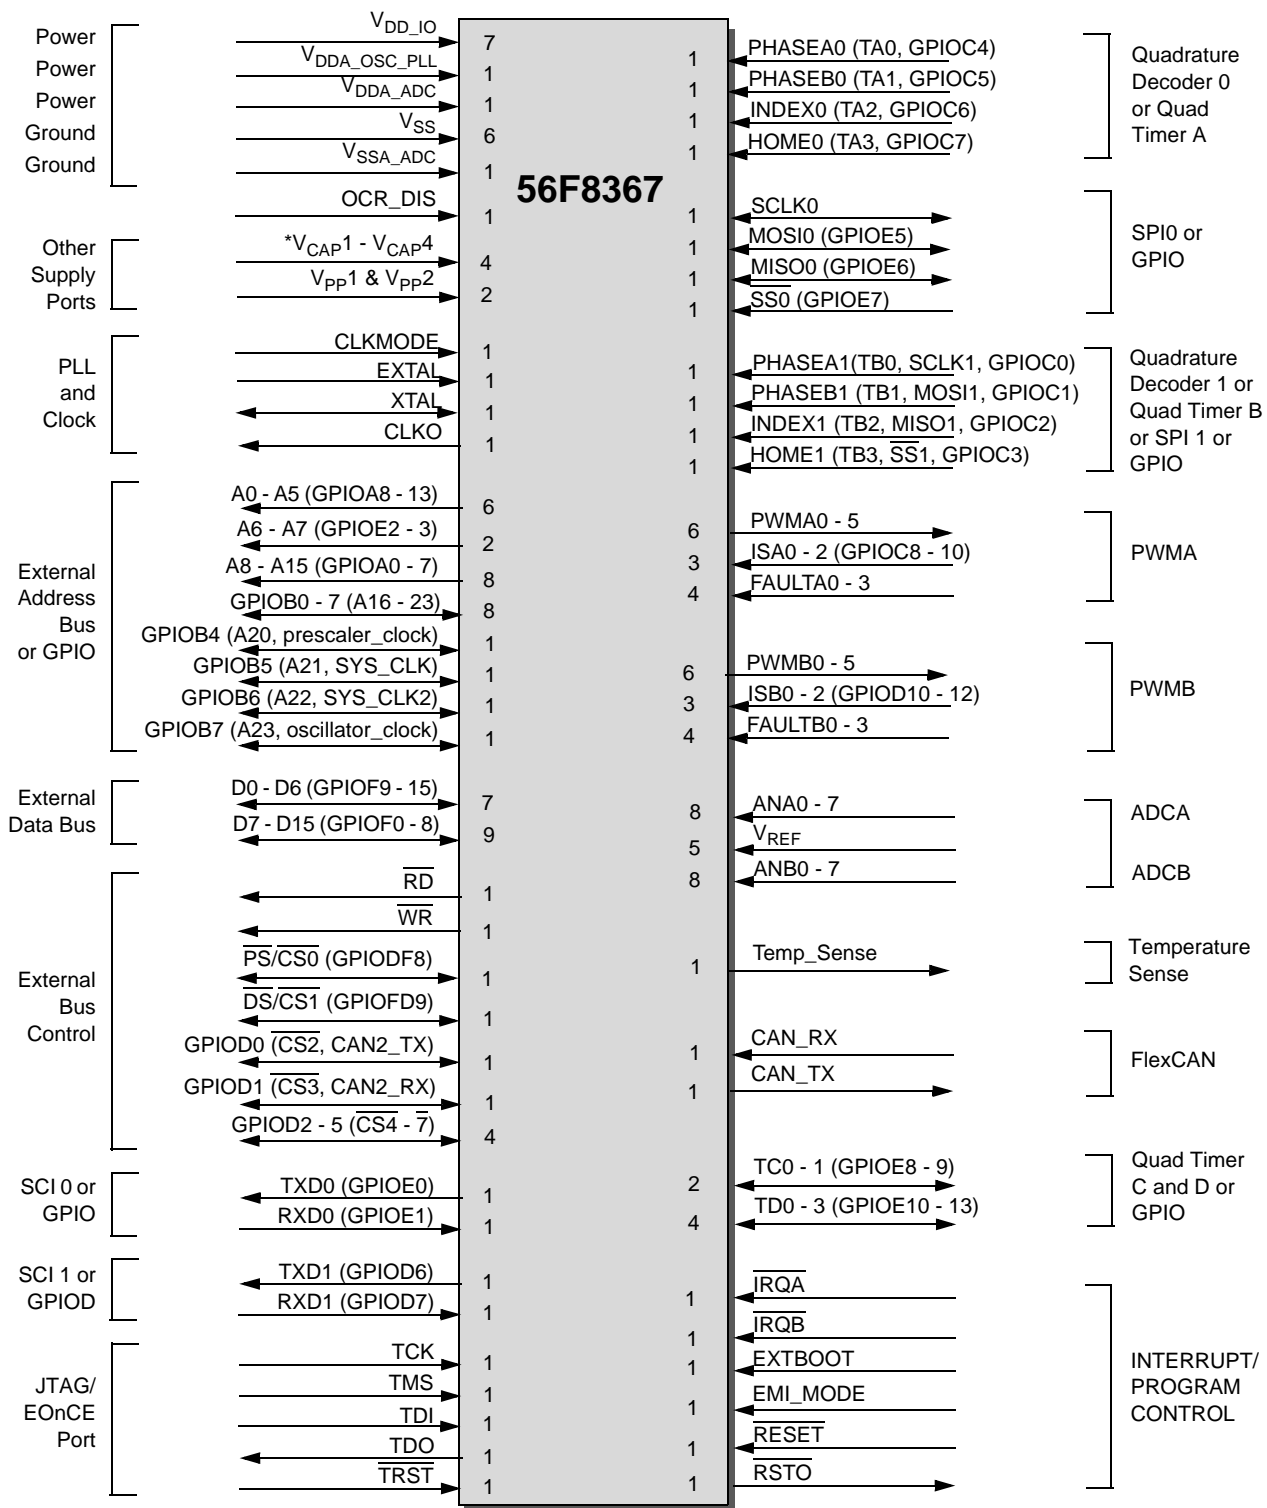 56F8367
Power
Power
Power
Ground
Ground
V_DD_IO
7
V_DDA_OSC_PLL
1
V_DDA_ADC
1
V_SS
6
V_SSA_ADC
1
OCR_DIS
1
Other
Supply
Ports
*V_CAP1 - V_CAP4
4
V_PP1 & V_PP2
2
PLL
and
Clock
CLKMODE
1
EXTAL
1
XTAL
1
CLKO
1
External
Address
Bus
or GPIO
A0 - A5 (GPIOA8 - 13)
6
A6 - A7 (GPIOE2 - 3)
2
A8 - A15 (GPIOA0 - 7)
8
GPIOB0 - 7 (A16 - 23)
8
GPIOB4 (A20, prescaler_clock)
1
GPIOB5 (A21, SYS_CLK)
1
GPIOB6 (A22, SYS_CLK2)
1
GPIOB7 (A23, oscillator_clock)
1
External
Data Bus
D0 - D6 (GPIOF9 - 15)
7
D7 - D15 (GPIOF0 - 8)
9
External
Bus
Control
RD
1
WR
1
PS/CS0 (GPIODF8)
1
DS/CS1 (GPIOFD9)
1
GPIOD0 (CS2, CAN2_TX)
1
GPIOD1 (CS3, CAN2_RX)
1
GPIOD2 - 5 (CS4 - 7)
4
SCI 0 or
GPIO
TXD0 (GPIOE0)
1
RXD0 (GPIOE1)
1
SCI 1 or
GPIOD
TXD1 (GPIOD6)
1
RXD1 (GPIOD7)
1
JTAG/
EOnCE
Port
TCK
1
TMS
1
TDI
1
TDO
1
TRST
1
1
PHASEA0 (TA0, GPIOC4)
1
PHASEB0 (TA1, GPIOC5)
1
INDEX0 (TA2, GPIOC6)
1
HOME0 (TA3, GPIOC7)
Quadrature
Decoder 0
or Quad
Timer A
1
SCLK0
1
MOSI0 (GPIOE5)
1
MISO0 (GPIOE6)
1
SS0 (GPIOE7)
SPI0 or
GPIO
1
PHASEA1(TB0, SCLK1, GPIOC0)
1
PHASEB1 (TB1, MOSI1, GPIOC1)
1
INDEX1 (TB2, MISO1, GPIOC2)
1
HOME1 (TB3, SS1, GPIOC3)
Quadrature
Decoder 1 or
Quad Timer B
or SPI 1 or
GPIO
6
PWMA0 - 5
3
ISA0 - 2 (GPIOC8 - 10)
4
FAULTA0 - 3
PWMA
6
PWMB0 - 5
3
ISB0 - 2 (GPIOD10 - 12)
4
FAULTB0 - 3
PWMB
8
ANA0 - 7
5
V_REF
8
ANB0 - 7
ADCA
ADCB
1
Temp_Sense
Temperature
Sense
1
CAN_RX
1
CAN_TX
FlexCAN
2
TC0 - 1 (GPIOE8 - 9)
4
TD0 - 3 (GPIOE10 - 13)
Quad Timer
C and D or
GPIO
1
IRQA
1
IRQB
1
EXTBOOT
1
EMI_MODE
1
RESET
1
RSTO
INTERRUPT/
PROGRAM
CONTROL